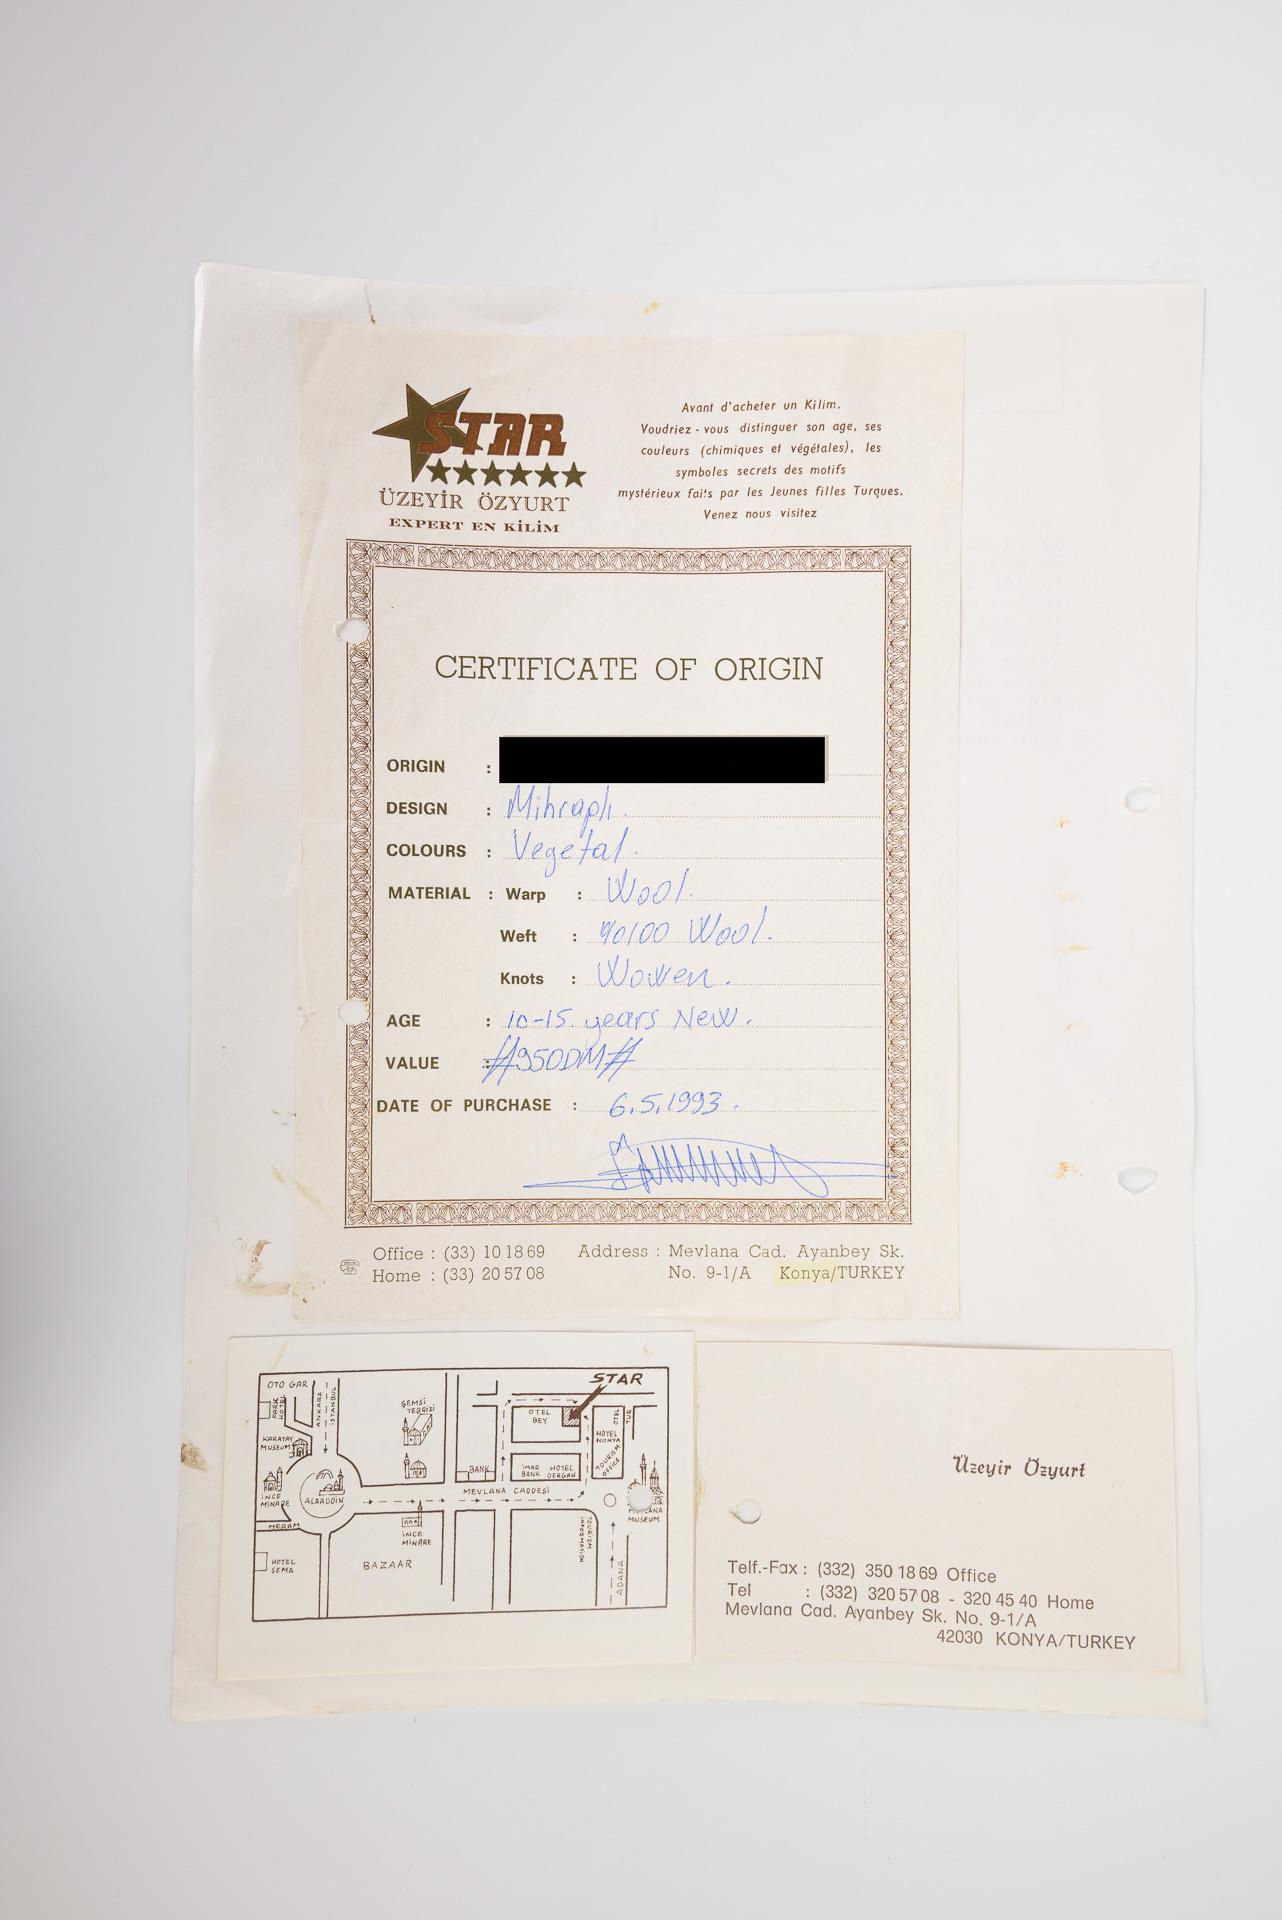 STAR
ÜZEYİR ÖZYURT
EXPERT EN KİLİM
Avant d'acheter un Kilim.
Voudriez-vous distinguer son age, ses
couleurs (chimiques et végétales), les
symboles secrets des motifs
mystérieux faits par les Jeunes filles Turques.
Venez nous visitez
CERTIFICATE OF ORIGIN
ORIGIN :
DESIGN : Mihraplı.
COLOURS : Vegetal.
MATERIAL : Warp : Wool.
Weft : %100 Wool.
Knots : Wowen.
AGE : 10-15 years New.
VALUE : #950DM#
DATE OF PURCHASE : 6.5.1993.
Office : (33) 10 18 69
Home : (33) 20 57 08
Address : Mevlana Cad. Ayanbey Sk.
No. 9-1/A Konya/TURKEY
STAR
OTO GAR
PARK HOTEL
ANKARA
İSTANBUL
ŞEMSİ
TEBRİZİ
OTEL
BEY
OTEL
TUR
HOTEL
KONYA
KARATAY
MUSEUM
TOURISM
OFFICE
BANK
İMAR
BANK
HOTEL
DERGAH
İNCE
MİNARE
ALAADDİN
MEVLANA CADDESİ
MUSEUM
MERAM
İNCE
MİNARE
TOURIZM
INFORMATION
HOTEL
SEMA
BAZAAR
ADANA
Üzeyir Özyurt
Telf.-Fax : (332) 350 18 69 Office
Tel : (332) 320 57 08 - 320 45 40 Home
Mevlana Cad. Ayanbey Sk. No. 9-1/A
42030 KONYA/TURKEY